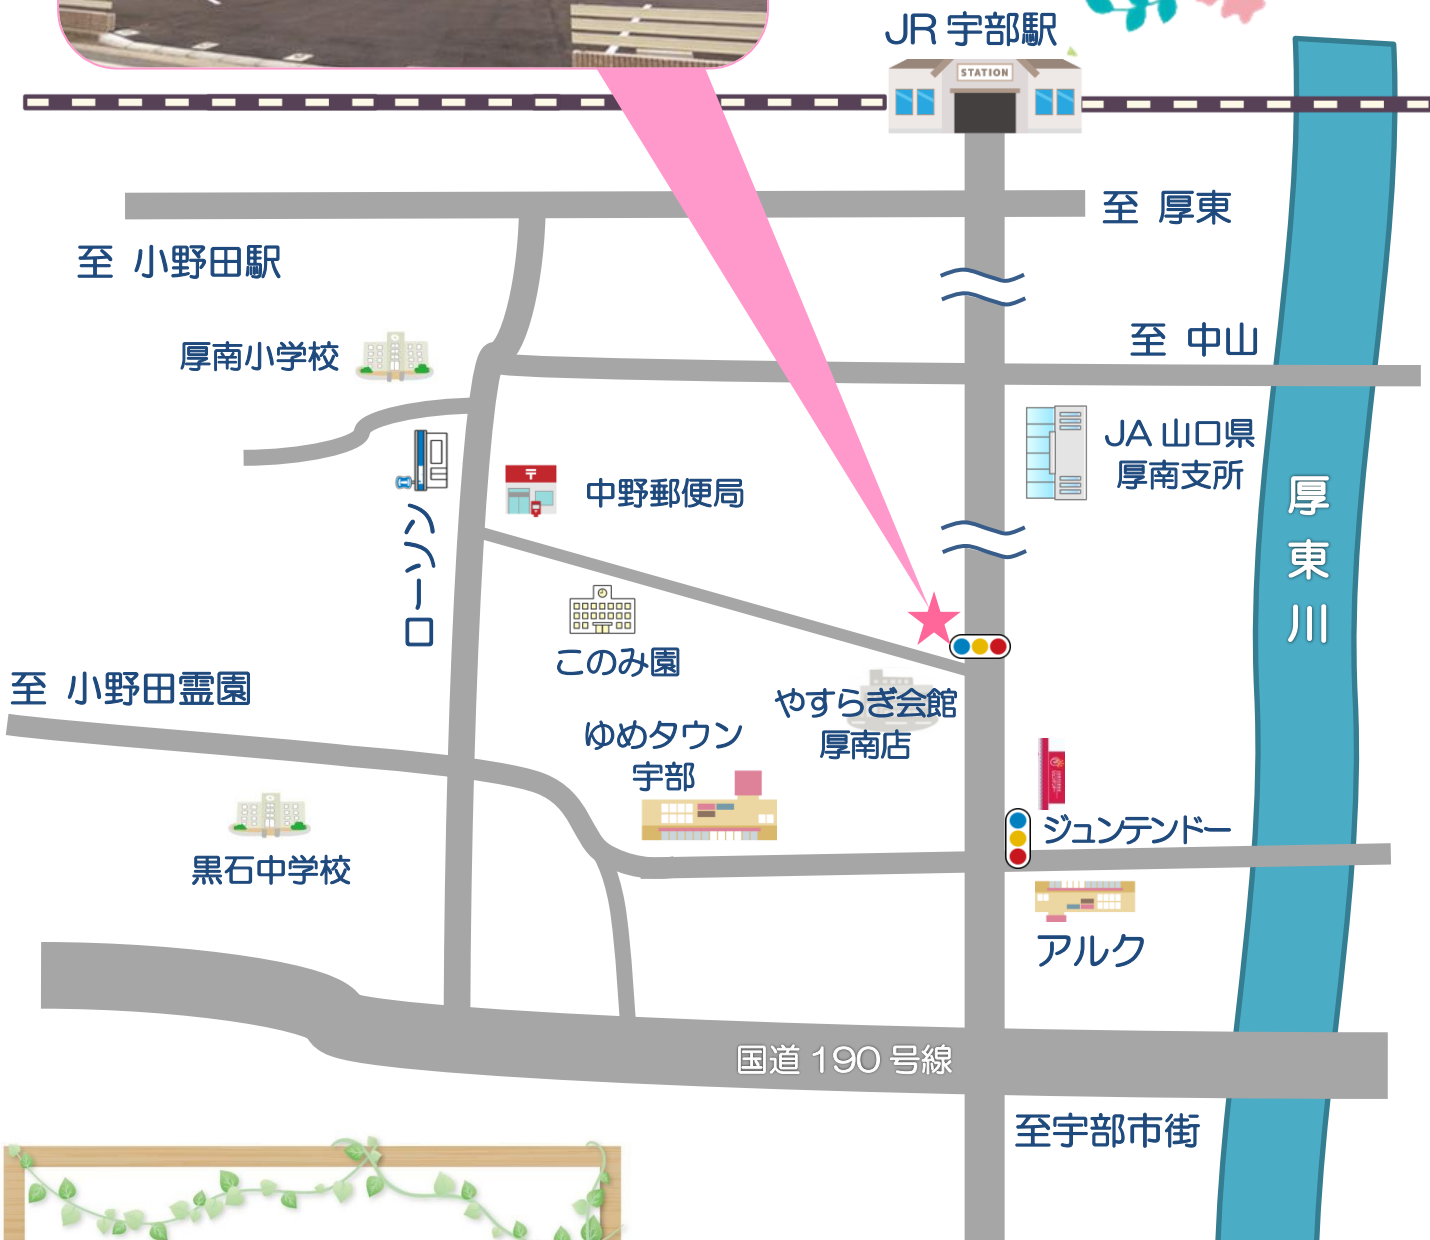 JR 宇部駅
STATION
至 厚東
至 小野田駅
至 中山
厚南小学校
JA 山口県
厚南支所
中野郵便局
ローソン
厚東川
このみ園
至 小野田霊園
やすらぎ会館
厚南店
ゆめタウン
宇部
ジュンテンドー
黒石中学校
アルク
国道 190 号線
至宇部市街